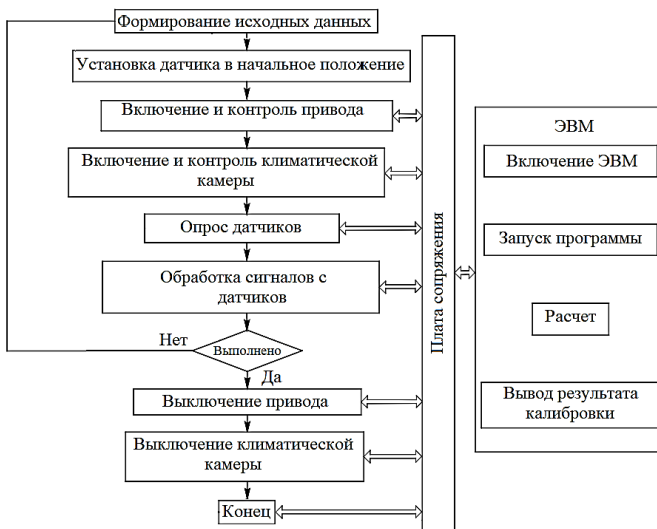 Формирование исходных данных
Установка датчика в начальное положение
Включение и контроль привода
Включение и контроль климатической
камеры
Опрос датчиков
Обработка сигналов с
датчиков
Нет
Выполнено
Да
Выключение привода
Выключение климатической
камеры
Конец
Плата сопряжения
ЭВМ
Включение ЭВМ
Запуск программы
Расчет
Вывод результата
калибровки